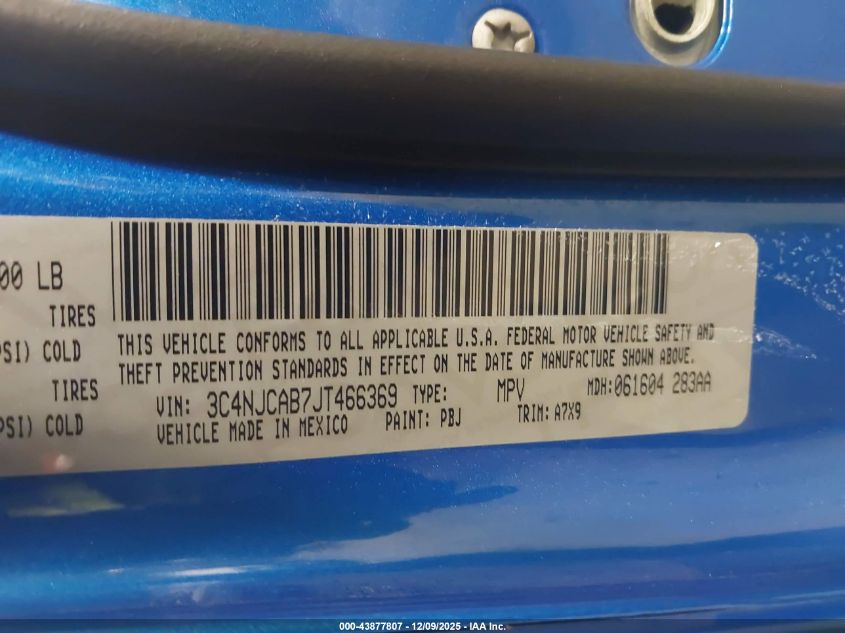 00 LB
TIRES
PSI) COLD
TIRES
PSI) COLD
THIS VEHICLE CONFORMS TO ALL APPLICABLE U.S.A. FEDERAL MOTOR VEHICLE SAFETY AND
THEFT PREVENTION STANDARDS IN EFFECT ON THE DATE OF MANUFACTURE SHOWN ABOVE.
VIN: 3C4NJCAB7JT466369 TYPE: MPV MDH:061604 283AA
VEHICLE MADE IN MEXICO PAINT: PBJ TRIM: A7X9
000-43877807 - 12/09/2025 - IAA Inc.